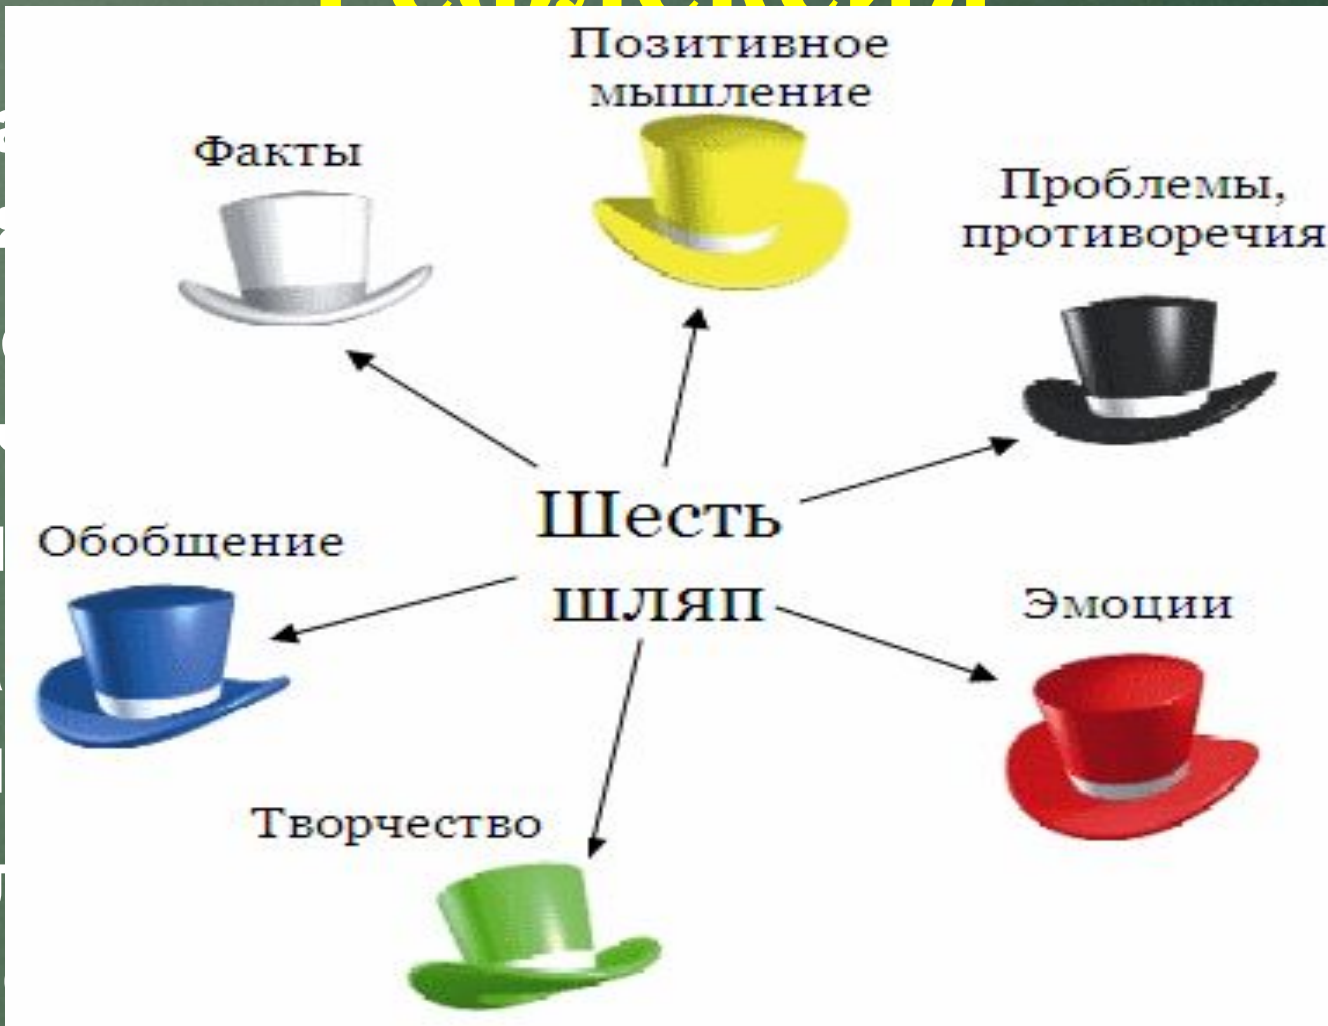 Позитивное
мышление
Факты
Проблемы,
противоречия
Шесть
шляп
Обобщение
Эмоции
Творчество